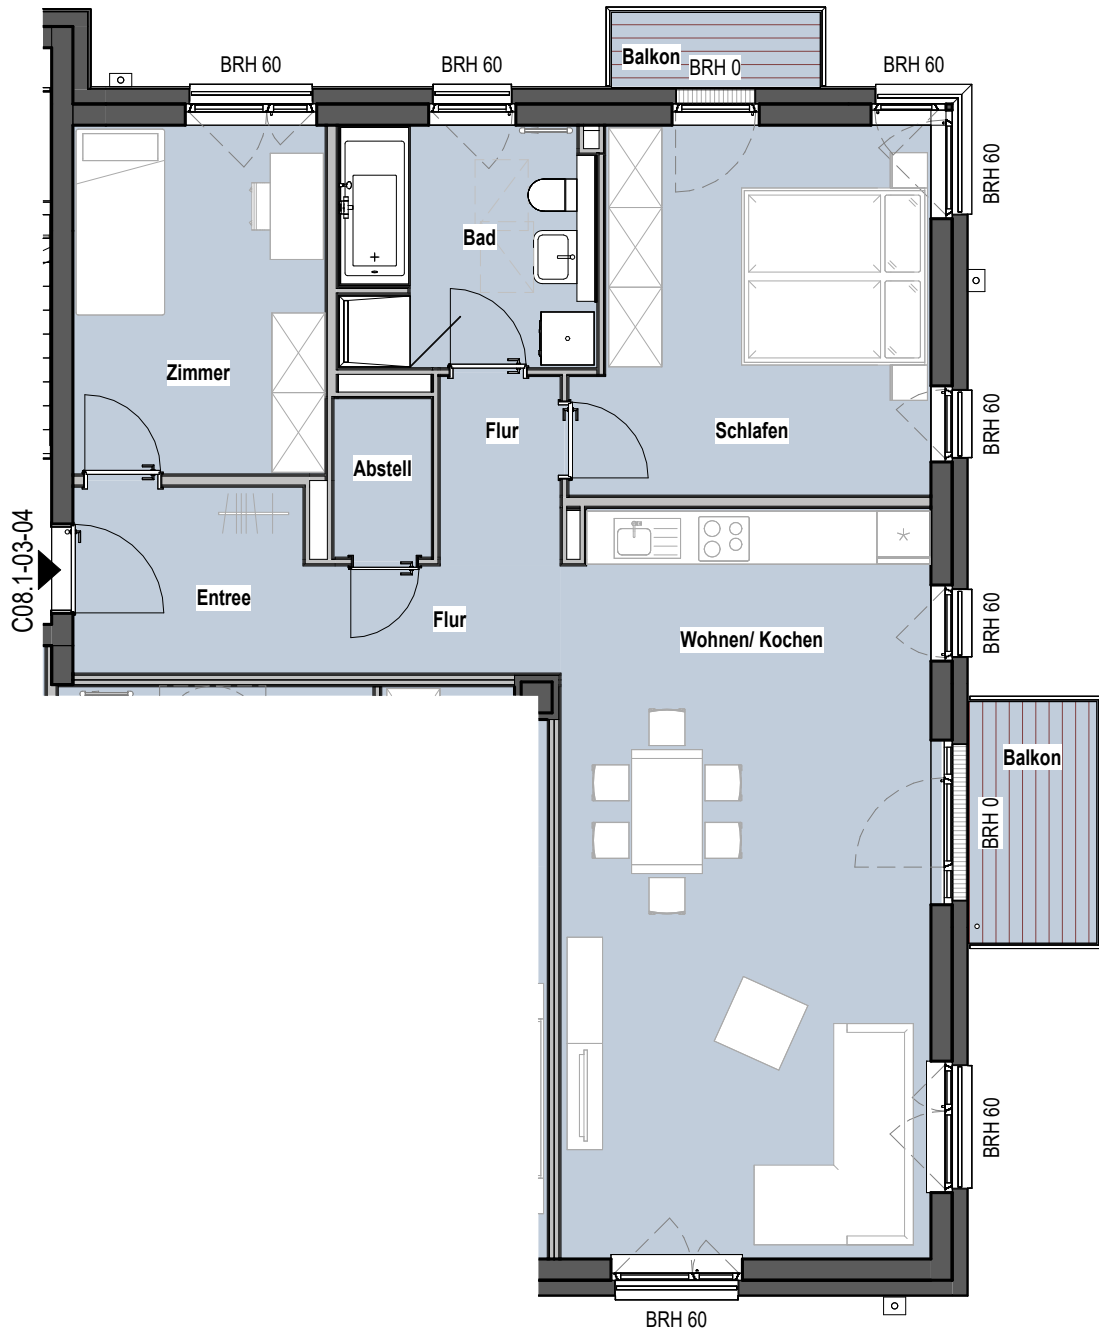 Balkon
BRH 60
BRH 60
BRH 0
BRH 60
BRH 60
Bad
Zimmer
Flur
Schlafen
BRH 60
Abstell
C08.1-03-04
Entree
Flur
Wohnen/ Kochen
BRH 60
Balkon
BRH 0
BRH 60
BRH 60